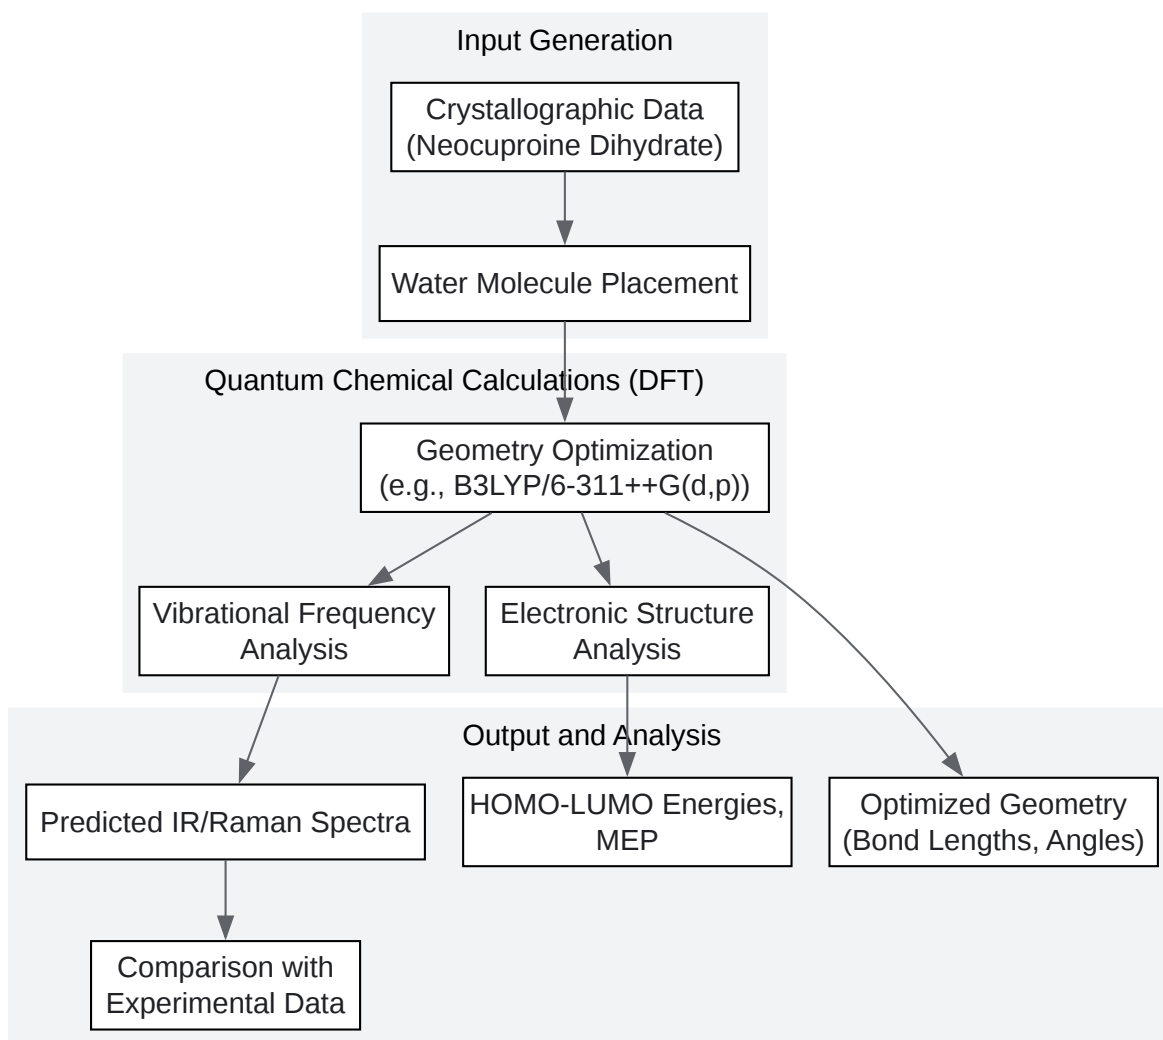 Input Generation
Crystallographic Data
(Neocuproine Dihydrate)
Water Molecule Placement
Quantum Chemical Calculations (DFT)
Geometry Optimization
(e.g., B3LYP/6-311++G(d,p))
Vibrational Frequency
Analysis
Electronic Structure
Analysis
Output and Analysis
Predicted IR/Raman Spectra
HOMO-LUMO Energies,
MEP
Optimized Geometry
(Bond Lengths, Angles)
Comparison with
Experimental Data